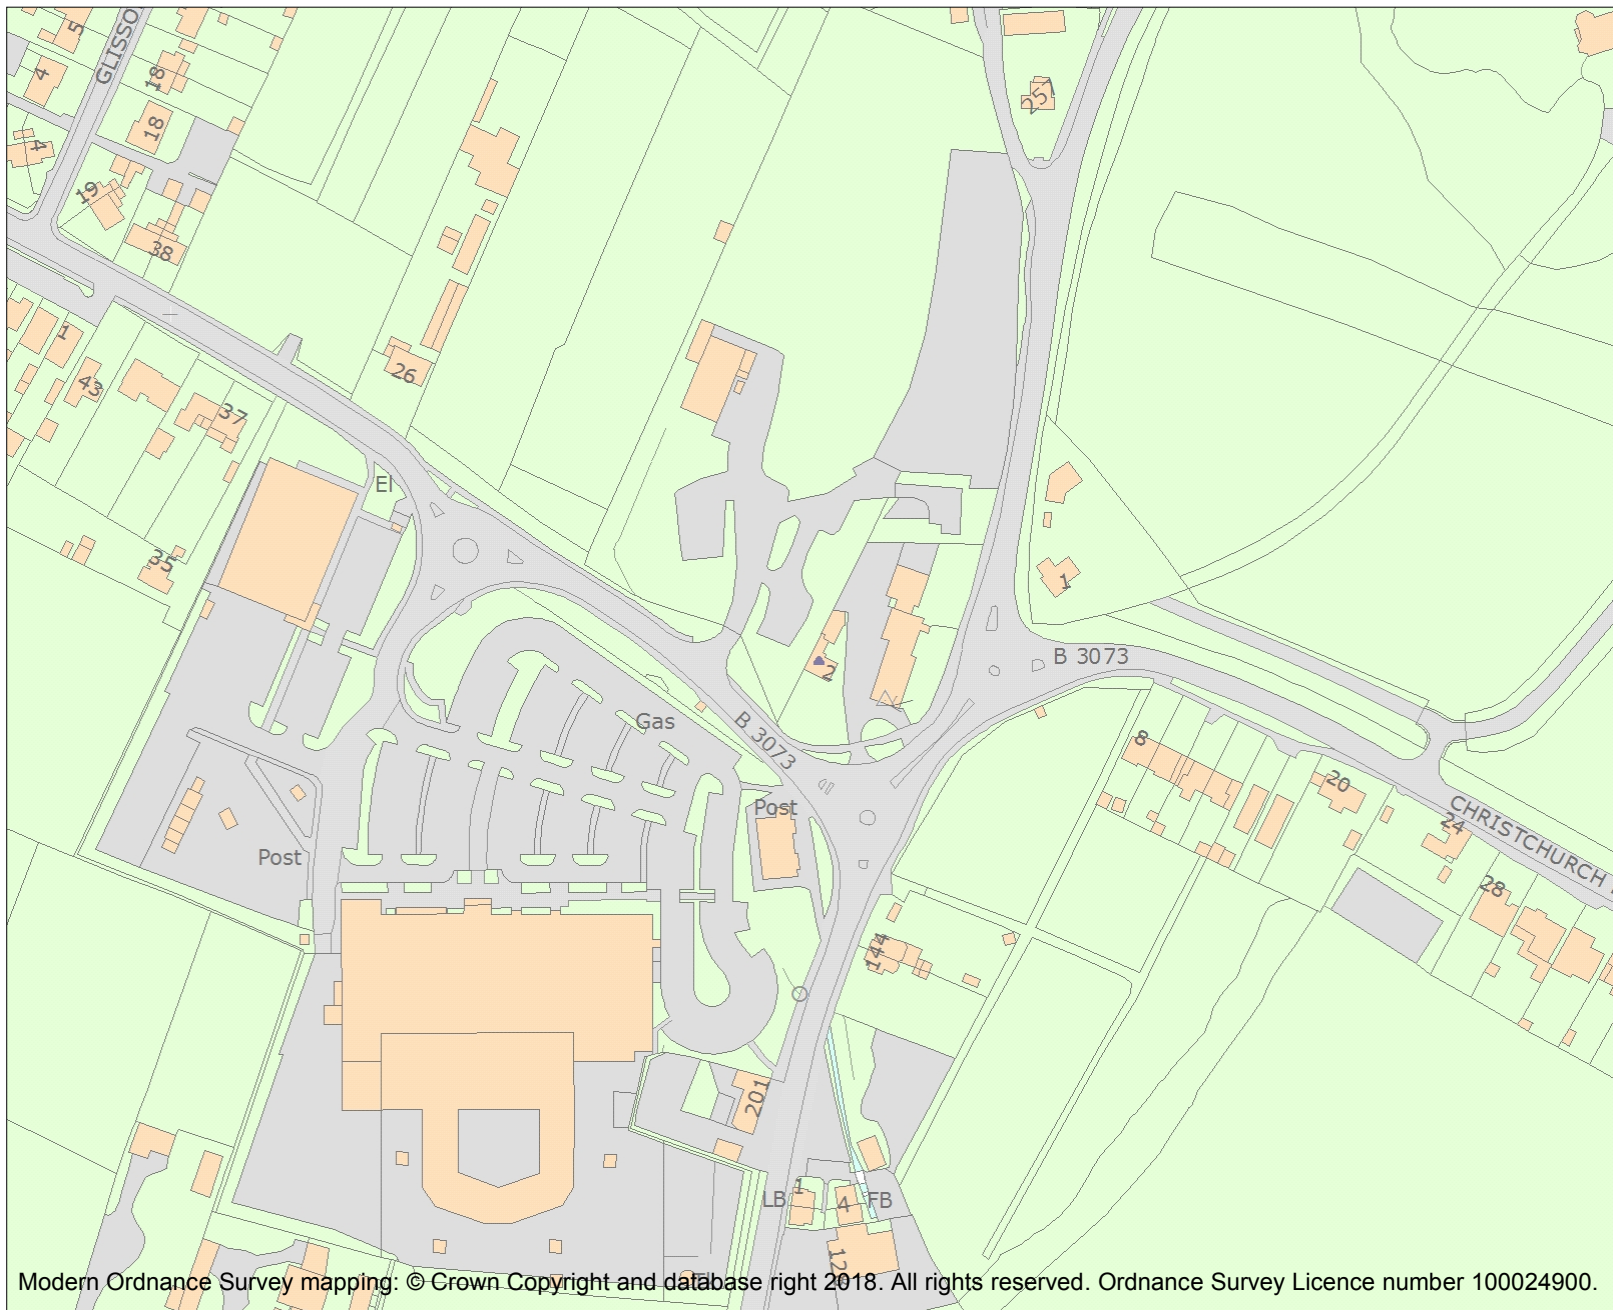 5
GLISSO
4
18
257
18
4
19
38
1
26
43
37
El
35
1
B 3073
2
Gas
B 3073
8
20
Post
CHRISTCHURCH
24
Post
28
144
201
LB
1
4
FB
El
Modern Ordnance Survey mapping: © Crown Copyright and database right 2018. All rights reserved. Ordnance Survey Licence number 100024900.